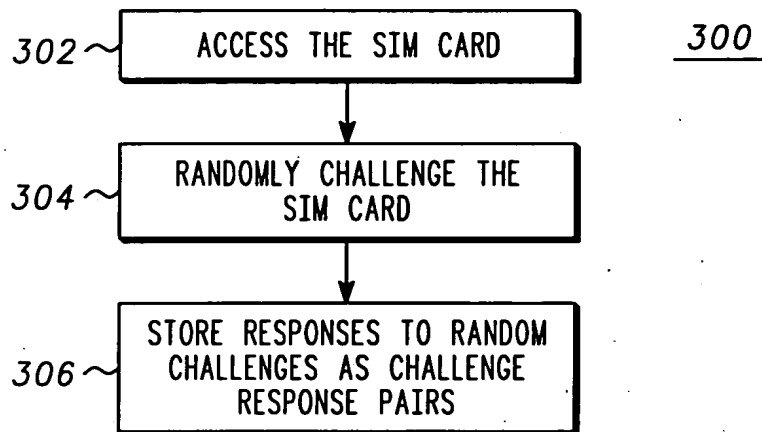 302
ACCESS THE SIM CARD
300
304
RANDOMLY CHALLENGE THE
SIM CARD
306
STORE RESPONSES TO RANDOM
CHALLENGES AS CHALLENGE
RESPONSE PAIRS